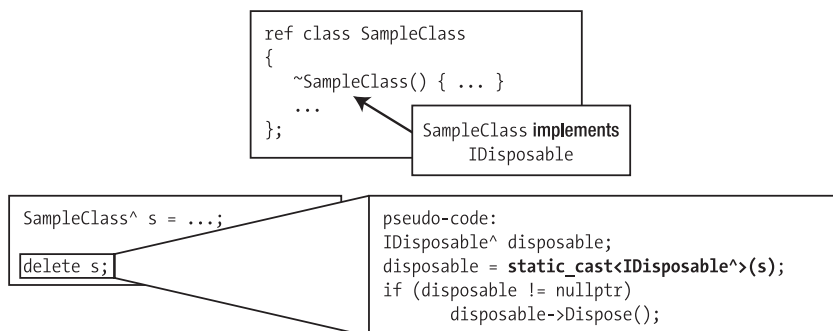 ref class SampleClass
{
~SampleClass() { ... }
...
};
SampleClass implements
IDisposable
SampleClass^ s = ...;
delete s;
pseudo-code:
IDisposable^ disposable;
disposable = static_cast<IDisposable^>(s);
if (disposable != nullptr)
disposable->Dispose();